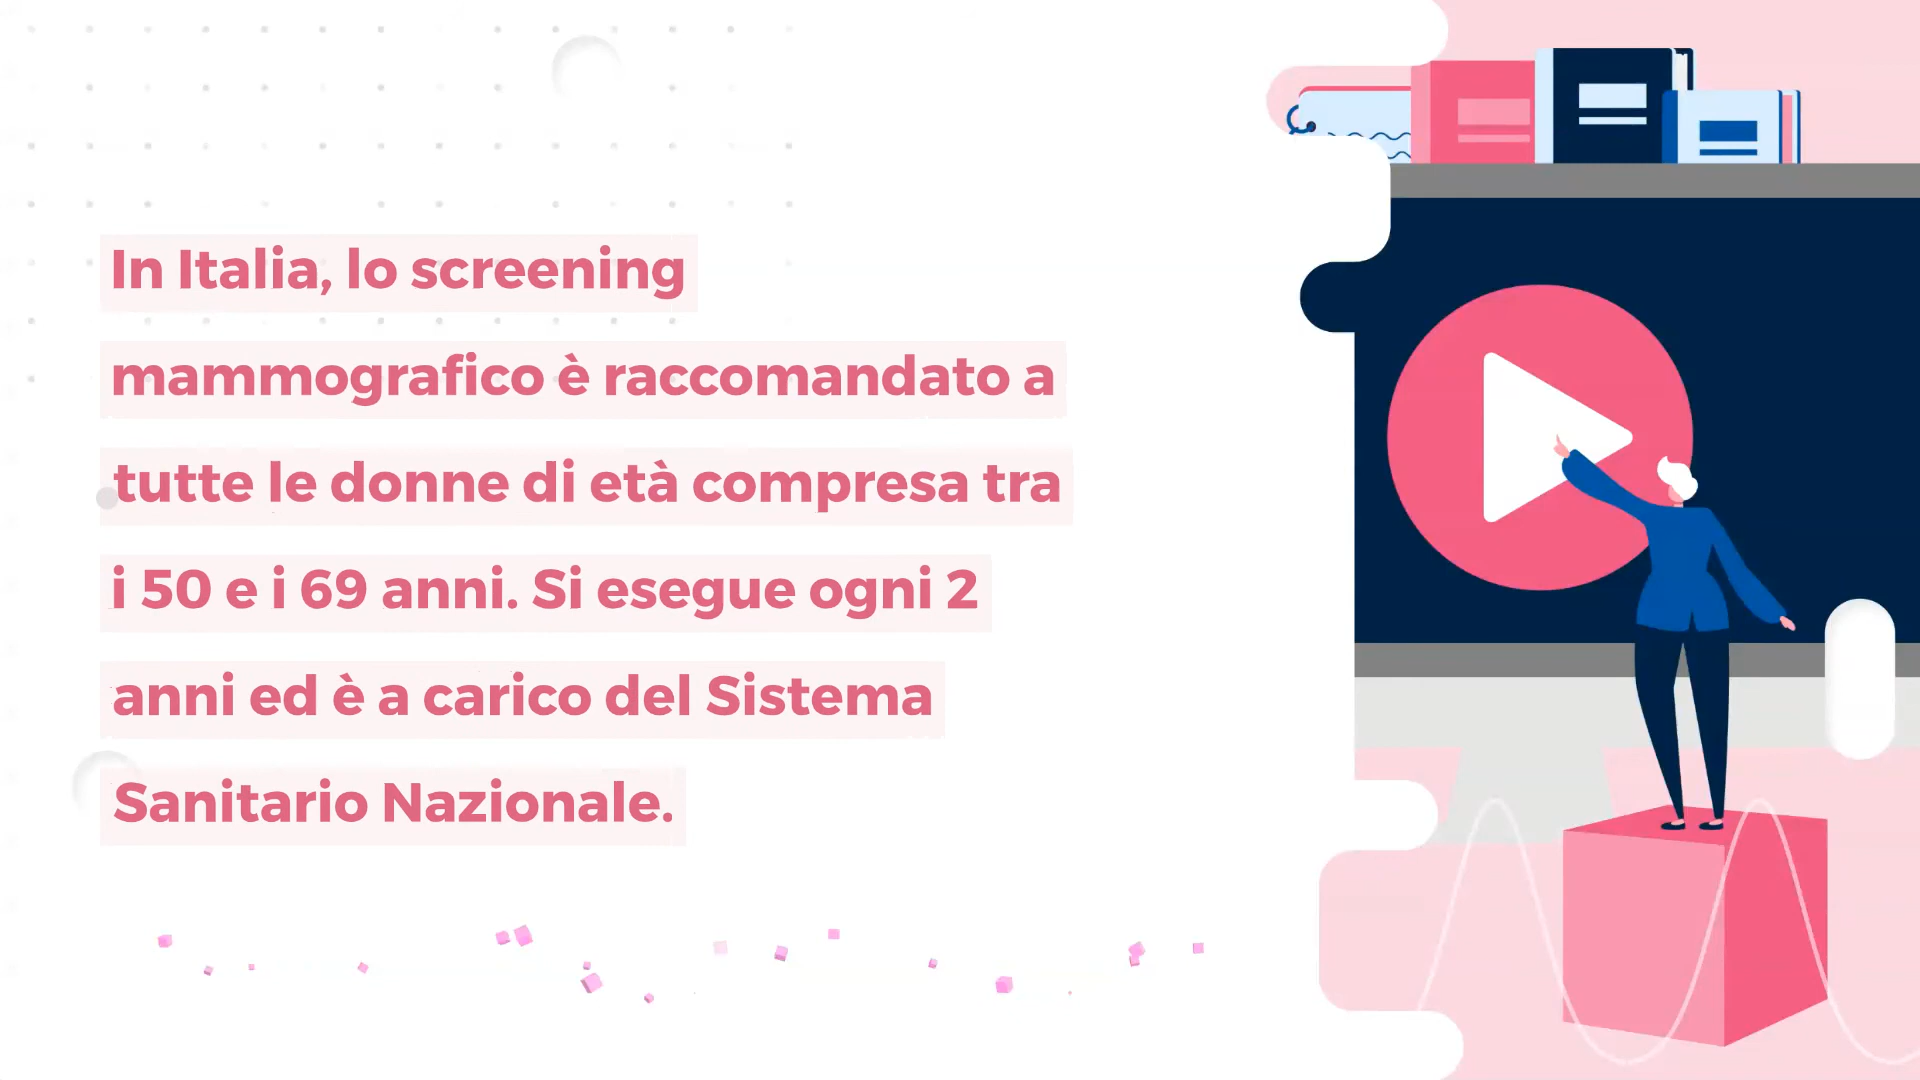 In Italia, lo screening
mammografico è raccomandato a
tutte le donne di età compresa tra
i 50 e i 69 anni. Si esegue ogni 2
anni ed è a carico del Sistema
Sanitario Nazionale.